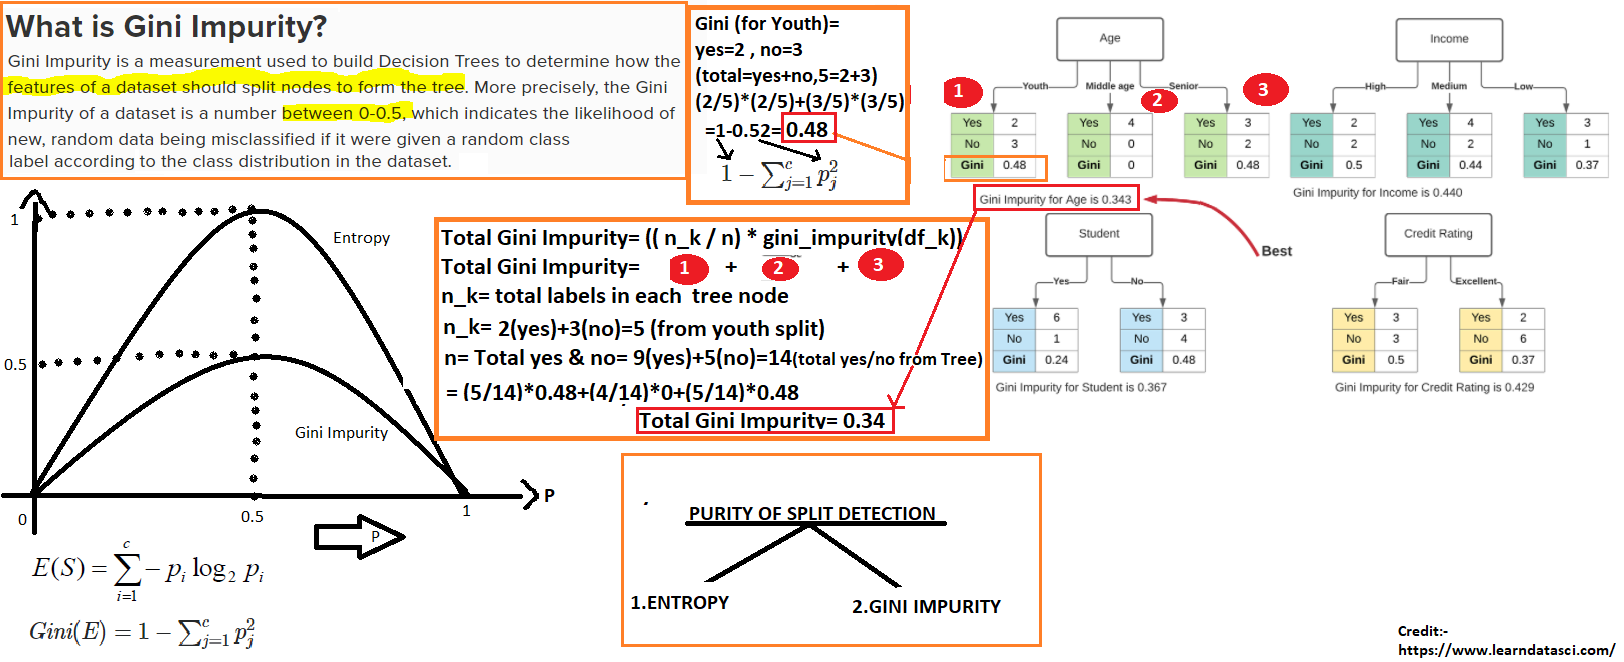 What is Gini Impurity?
Gini Impurity is a measurement used to build Decision Trees to determine how the
features of a dataset should split nodes to form the tree. More precisely, the Gini
Impurity of a dataset is a number between 0-0.5, which indicates the likelihood of
new, random data being misclassified if it were given a random class
label according to the class distribution in the dataset.
Gini (for Youth)=
yes=2 , no=3
(total=yes+no,5=2+3)
(2/5)*(2/5)+(3/5)*(3/5)
=1-0.52= 0.48
1 − ∑ᶜⱼ₌₁ pⱼ²
Age
1
Youth
Middle age
2
Senior
3
Yes 2
No 3
Gini 0.48
Yes 4
No 0
Gini 0
Yes 3
No 2
Gini 0.48
Gini Impurity for Age is 0.343
Income
High
Medium
Low
Yes 2
No 2
Gini 0.5
Yes 4
No 2
Gini 0.44
Yes 3
No 1
Gini 0.37
Gini Impurity for Income is 0.440
Best
Student
Yes
No
Yes 6
No 1
Gini 0.24
Yes 3
No 4
Gini 0.48
Gini Impurity for Student is 0.367
Credit Rating
Fair
Excellent
Yes 3
No 3
Gini 0.5
Yes 2
No 6
Gini 0.37
Gini Impurity for Credit Rating is 0.429
1
Entropy
0.5
Gini Impurity
0
0.5
1
P
P
E(S) = ∑ᶜᵢ₌₁ − pᵢ log₂ pᵢ
Gini(E) = 1 − ∑ᶜⱼ₌₁ pⱼ²
Total Gini Impurity= (( n_k / n) * gini_impurity(df_k))
Total Gini Impurity= 1 + 2 + 3
n_k= total labels in each tree node
n_k= 2(yes)+3(no)=5 (from youth split)
n= Total yes & no= 9(yes)+5(no)=14(total yes/no from Tree)
= (5/14)*0.48+(4/14)*0+(5/14)*0.48
Total Gini Impurity= 0.34
PURITY OF SPLIT DETECTION
1.ENTROPY
2.GINI IMPURITY
Credit:-
https://www.learndatasci.com/